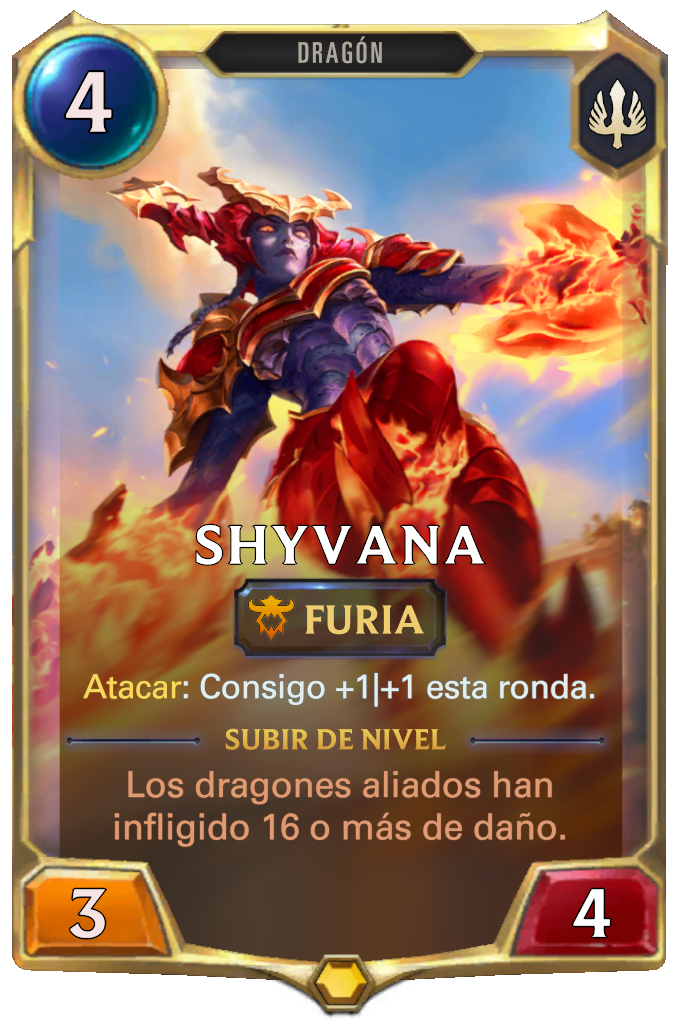 DRAGÓN
4
SHYVANA
FURIA
Atacar: Consigo +1|+1 esta ronda.
SUBIR DE NIVEL
Los dragones aliados han
infligido 16 o más de daño.
3
4